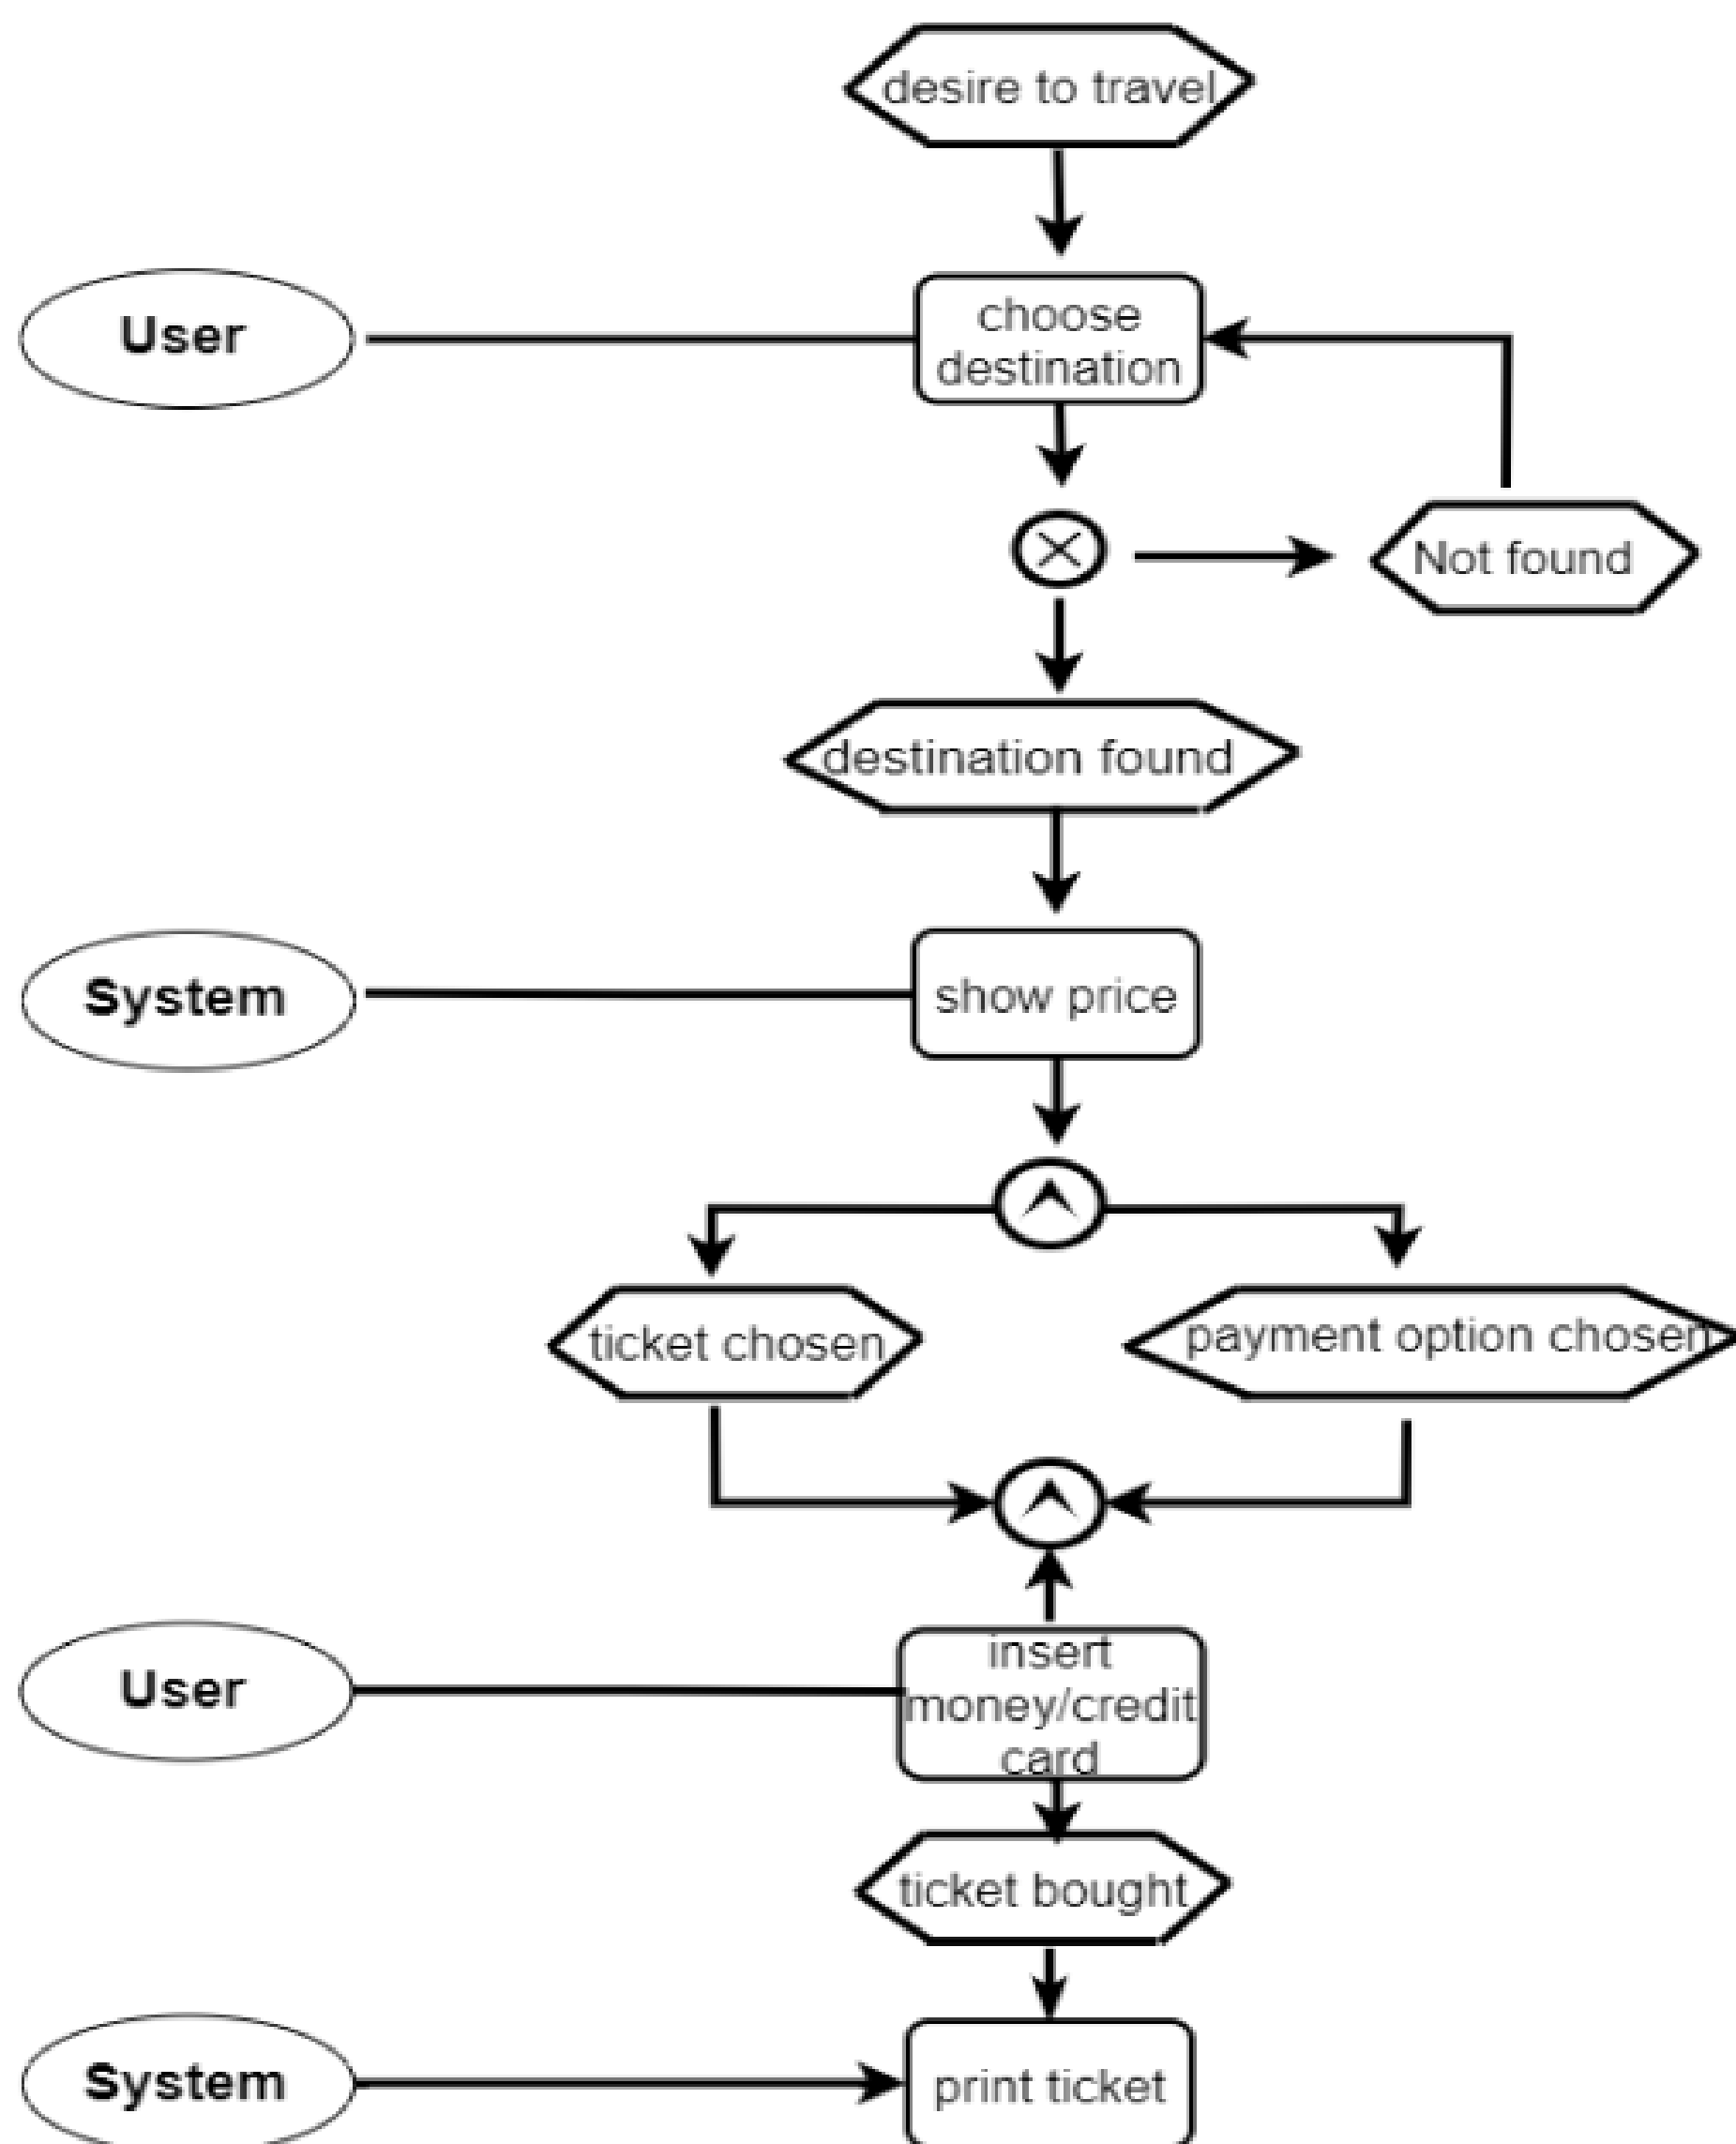 desire to travel
User
choose
destination
Not found
destination found
System
show price
ticket chosen
payment option chosen
User
insert
money/credit
card
ticket bought
System
print ticket